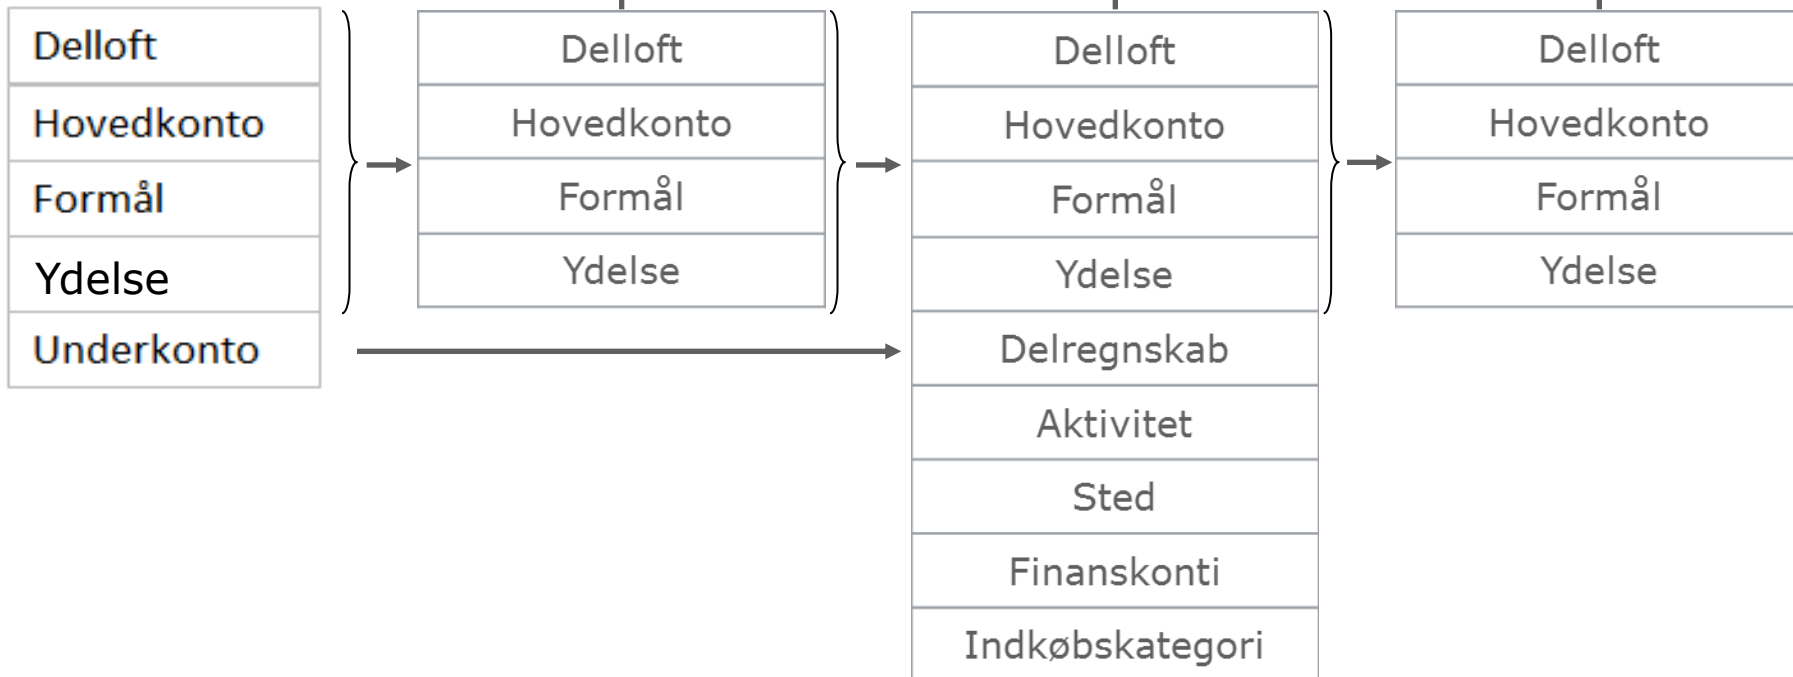 Delloft
Hovedkonto
Formål
Ydelse
Underkonto
Delloft
Hovedkonto
Formål
Ydelse
Delloft
Hovedkonto
Formål
Ydelse
Delregnskab
Aktivitet
Sted
Finanskonti
Indkøbskategori
Delloft
Hovedkonto
Formål
Ydelse